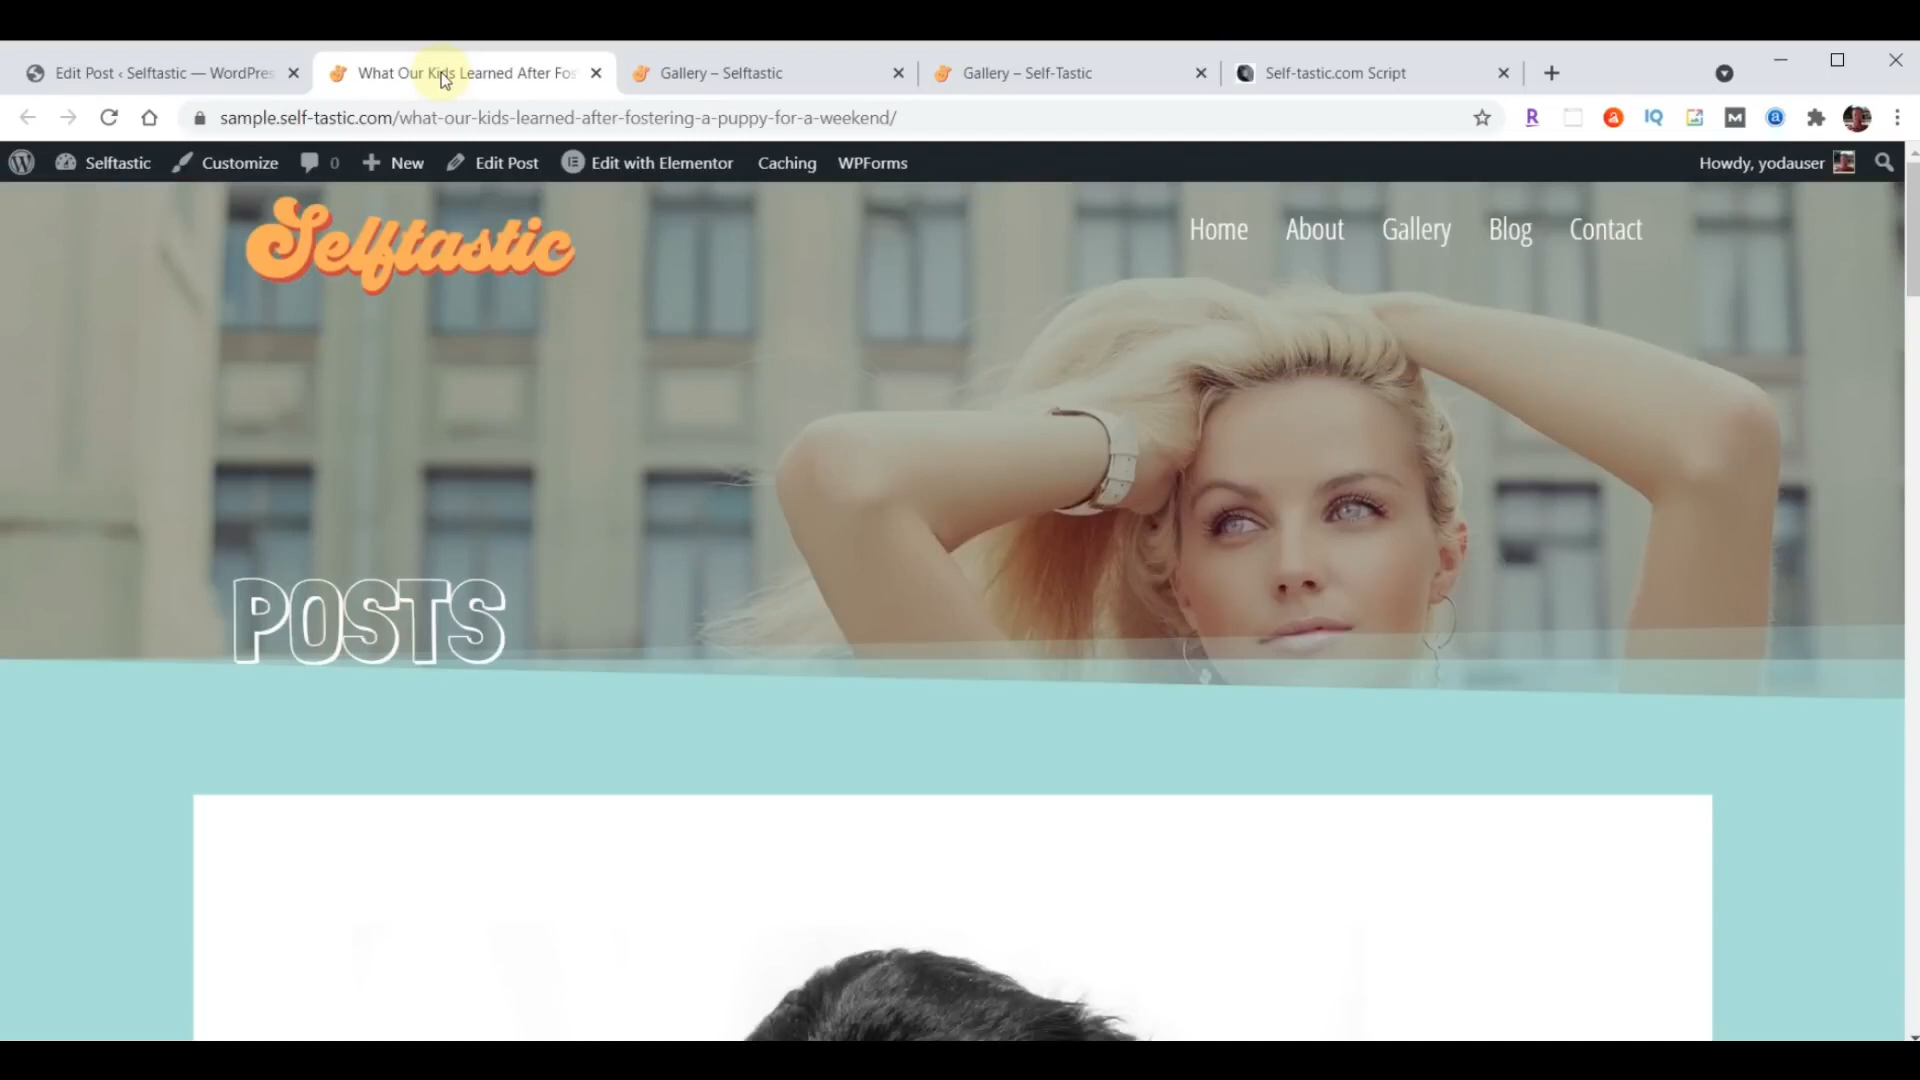 Edit Post ‹ Selftastic — WordPres
What Our Kids Learned After Fos
Gallery – Selftastic
Gallery – Self-Tastic
Self-tastic.com Script
sample.self-tastic.com/what-our-kids-learned-after-fostering-a-puppy-for-a-weekend/
R
a
IQ
M
a
Selftastic
Customize
0
New
Edit Post
Edit with Elementor
Caching
WPForms
Howdy, yodauser
Selftastic
Home
About
Gallery
Blog
Contact
POSTS